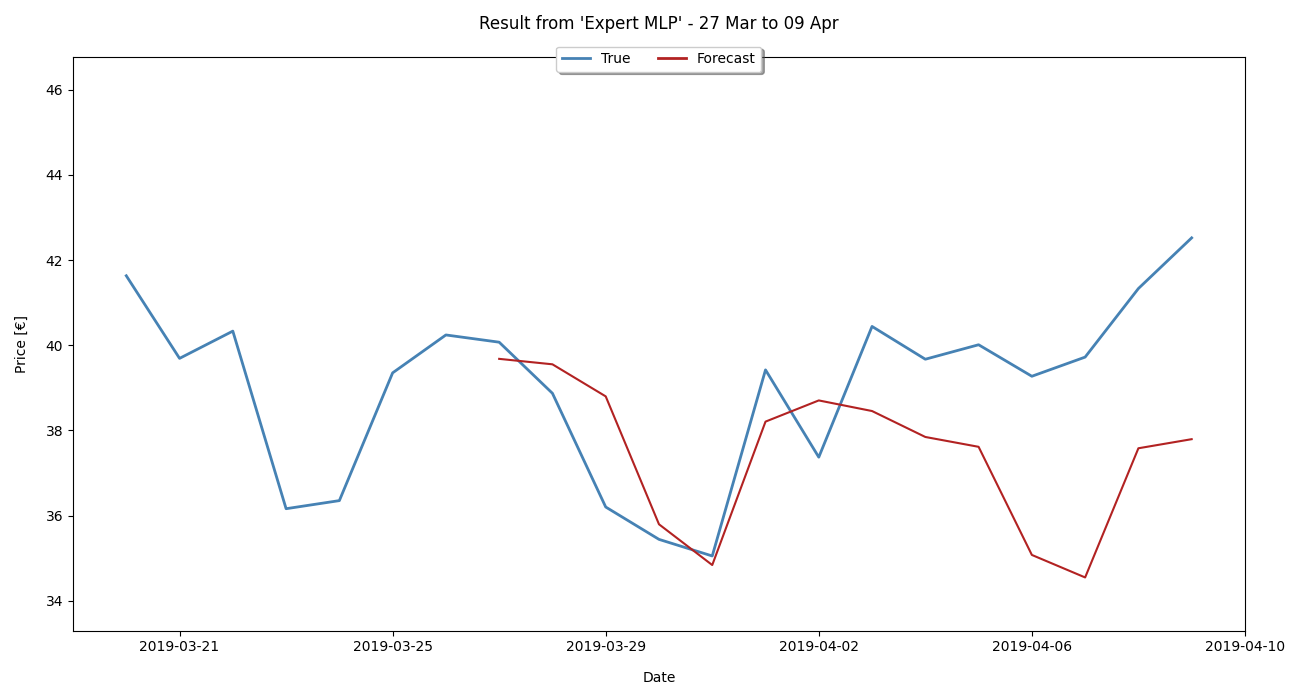 Result from 'Expert MLP' - 27 Mar to 09 Apr
True Forecast
46
44
42
40
38
36
34
Price [€]
2019-03-21 2019-03-25 2019-03-29 2019-04-02 2019-04-06 2019-04-10
Date